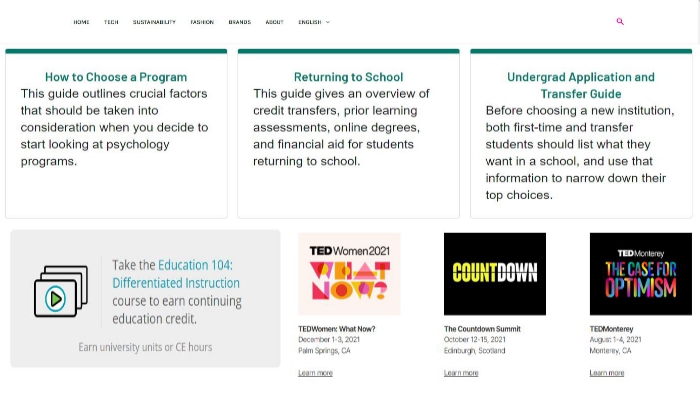 HOME TECH SUSTAINABILITY FASHION BRANDS ABOUT ENGLISH
How to Choose a Program
This guide outlines crucial factors
that should be taken into
consideration when you decide to
start looking at psychology
programs.
Returning to School
This guide gives an overview of
credit transfers, prior learning
assessments, online degrees,
and financial aid for students
returning to school.
Undergrad Application and
Transfer Guide
Before choosing a new institution,
both first-time and transfer
students should list what they
want in a school, and use that
information to narrow down their
top choices.
Take the Education 104:
Differentiated Instruction
course to earn continuing
education credit.
Earn university units or CE hours
TEDWomen2021
WHAT
NOW?
TEDWomen: What Now?
December 1-3, 2021
Palm Springs, CA
Learn more
COUNTDOWN
The Countdown Summit
October 12-15, 2021
Edinburgh, Scotland
Learn more
TEDMonterey
THE CASE FOR
OPTIMISM
TEDMonterey
August 1-4, 2021
Monterey, CA
Learn more